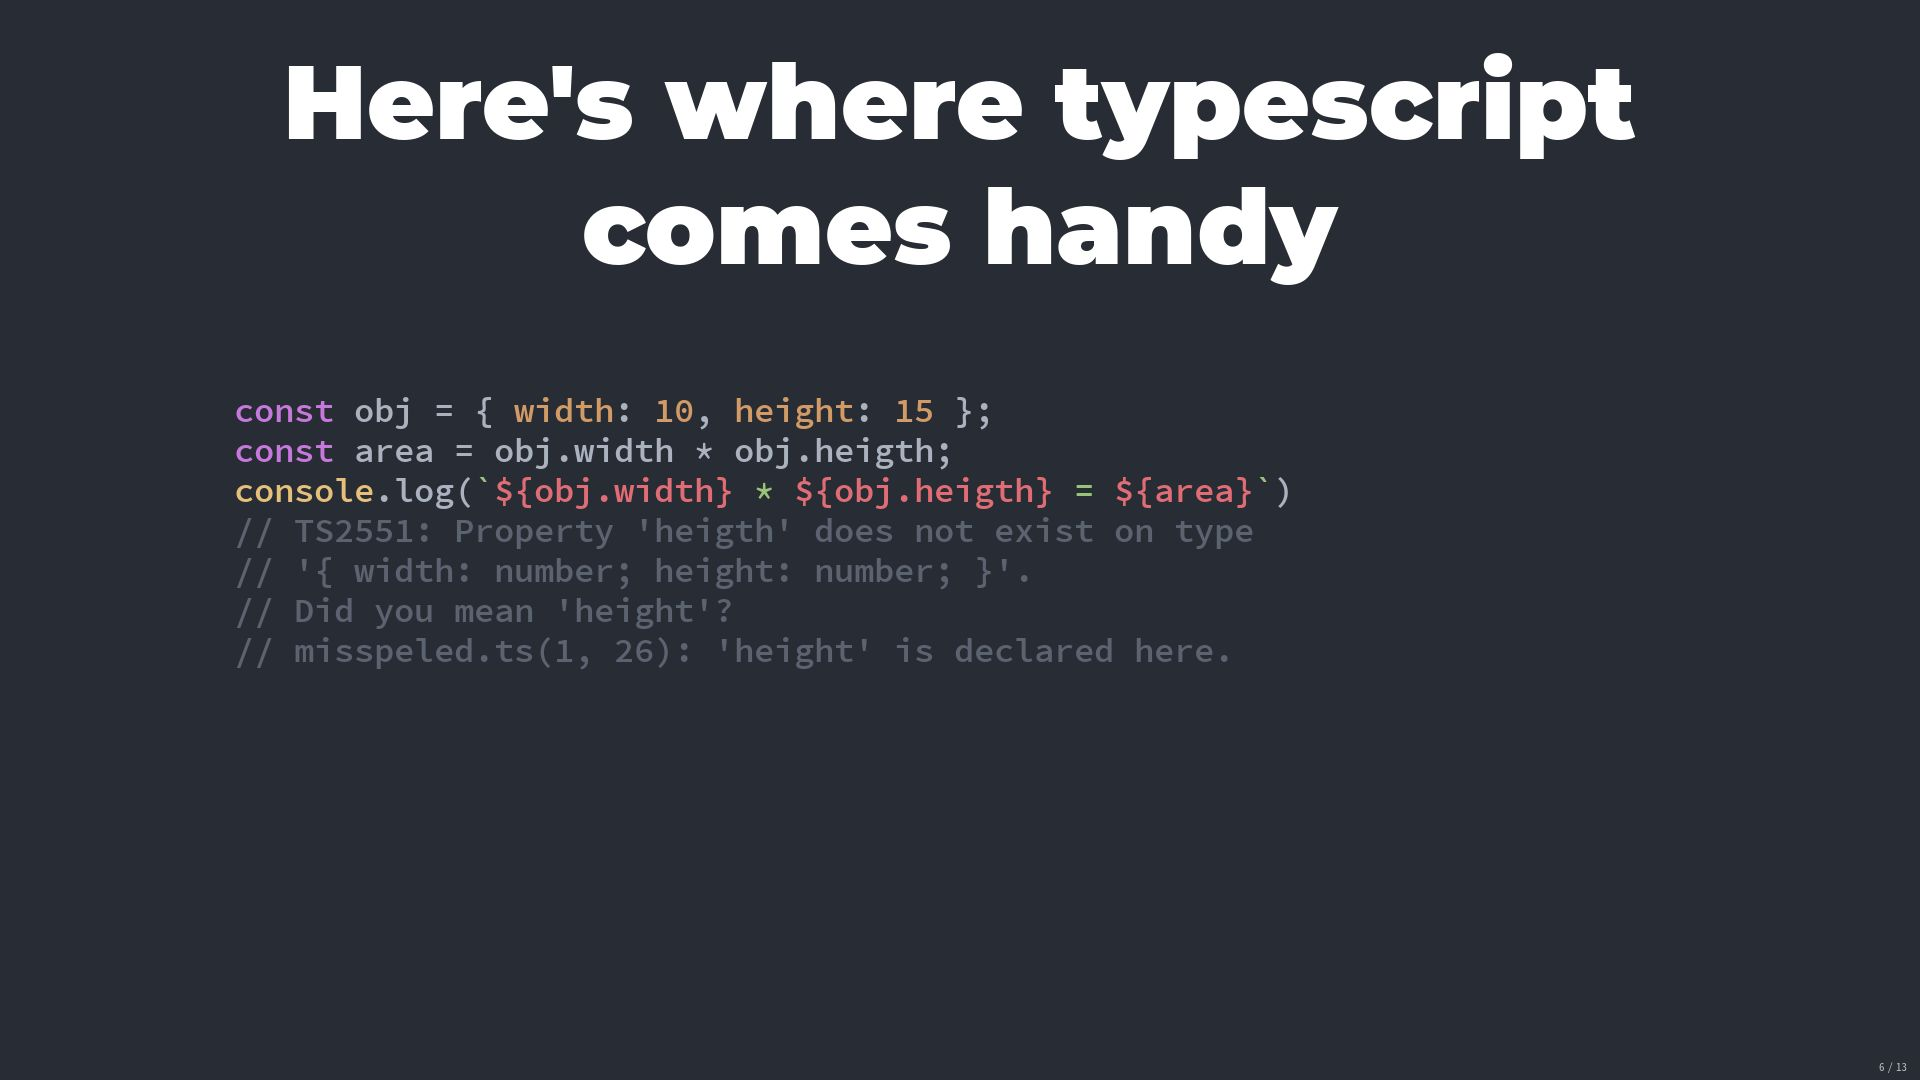 Here's where typescript
comes handy
const obj = { width: 10, height: 15 };
const area = obj.width * obj.heigth;
console.log(`${obj.width} * ${obj.heigth} = ${area}`)
// TS2551: Property 'heigth' does not exist on type
// '{ width: number; height: number; }'.
// Did you mean 'height'?
// misspeled.ts(1, 26): 'height' is declared here.
6 / 13